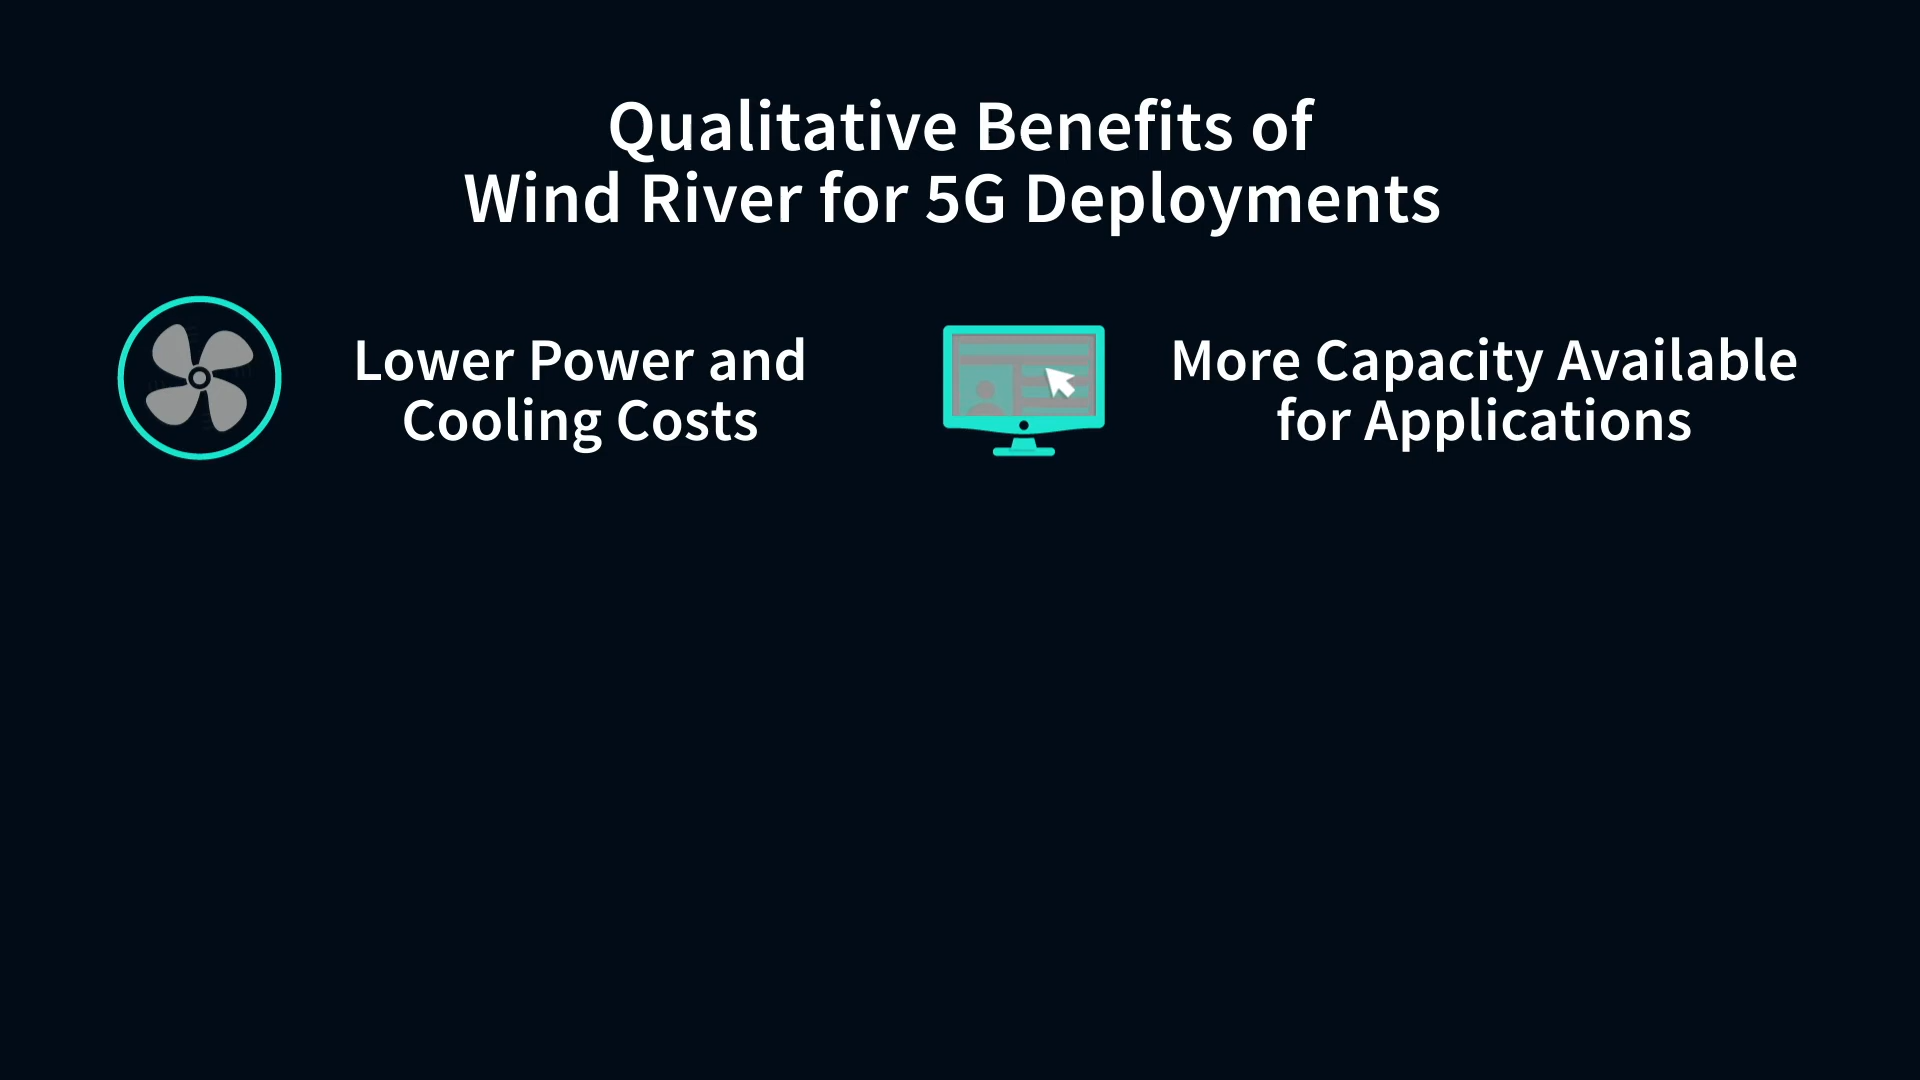 Qualitative Benefits of
Wind River for 5G Deployments
Lower Power and
Cooling Costs
More Capacity Available
for Applications